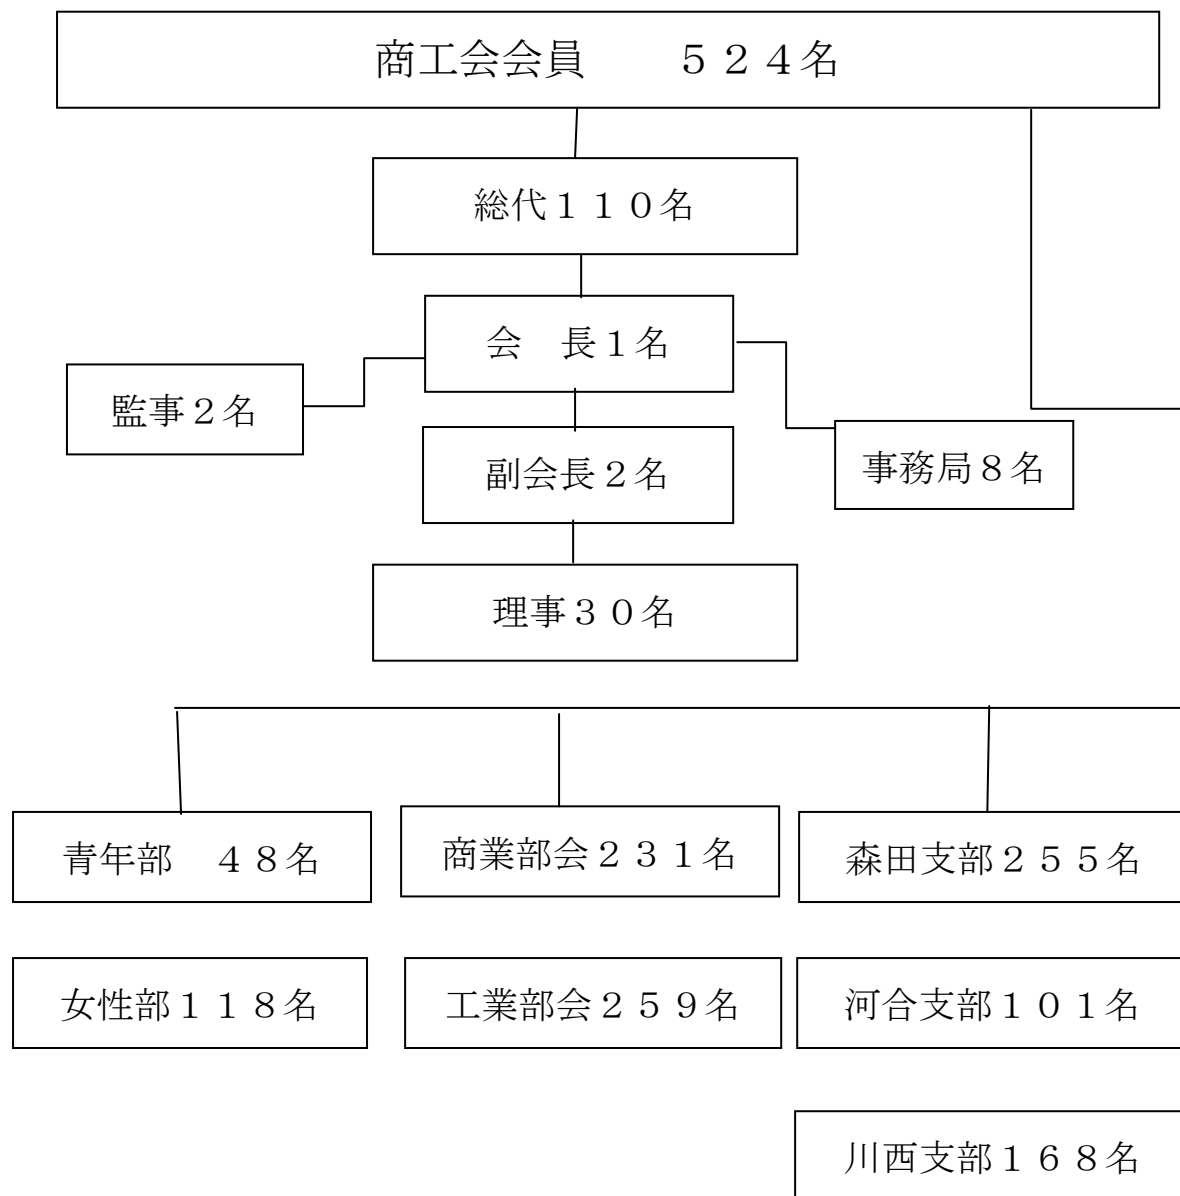 商工会会員　　５２４名
総代１１０名
会　長１名
監事２名
副会長２名
事務局８名
理事３０名
青年部　４８名
商業部会２３１名
森田支部２５５名
女性部１１８名
工業部会２５９名
河合支部１０１名
川西支部１６８名